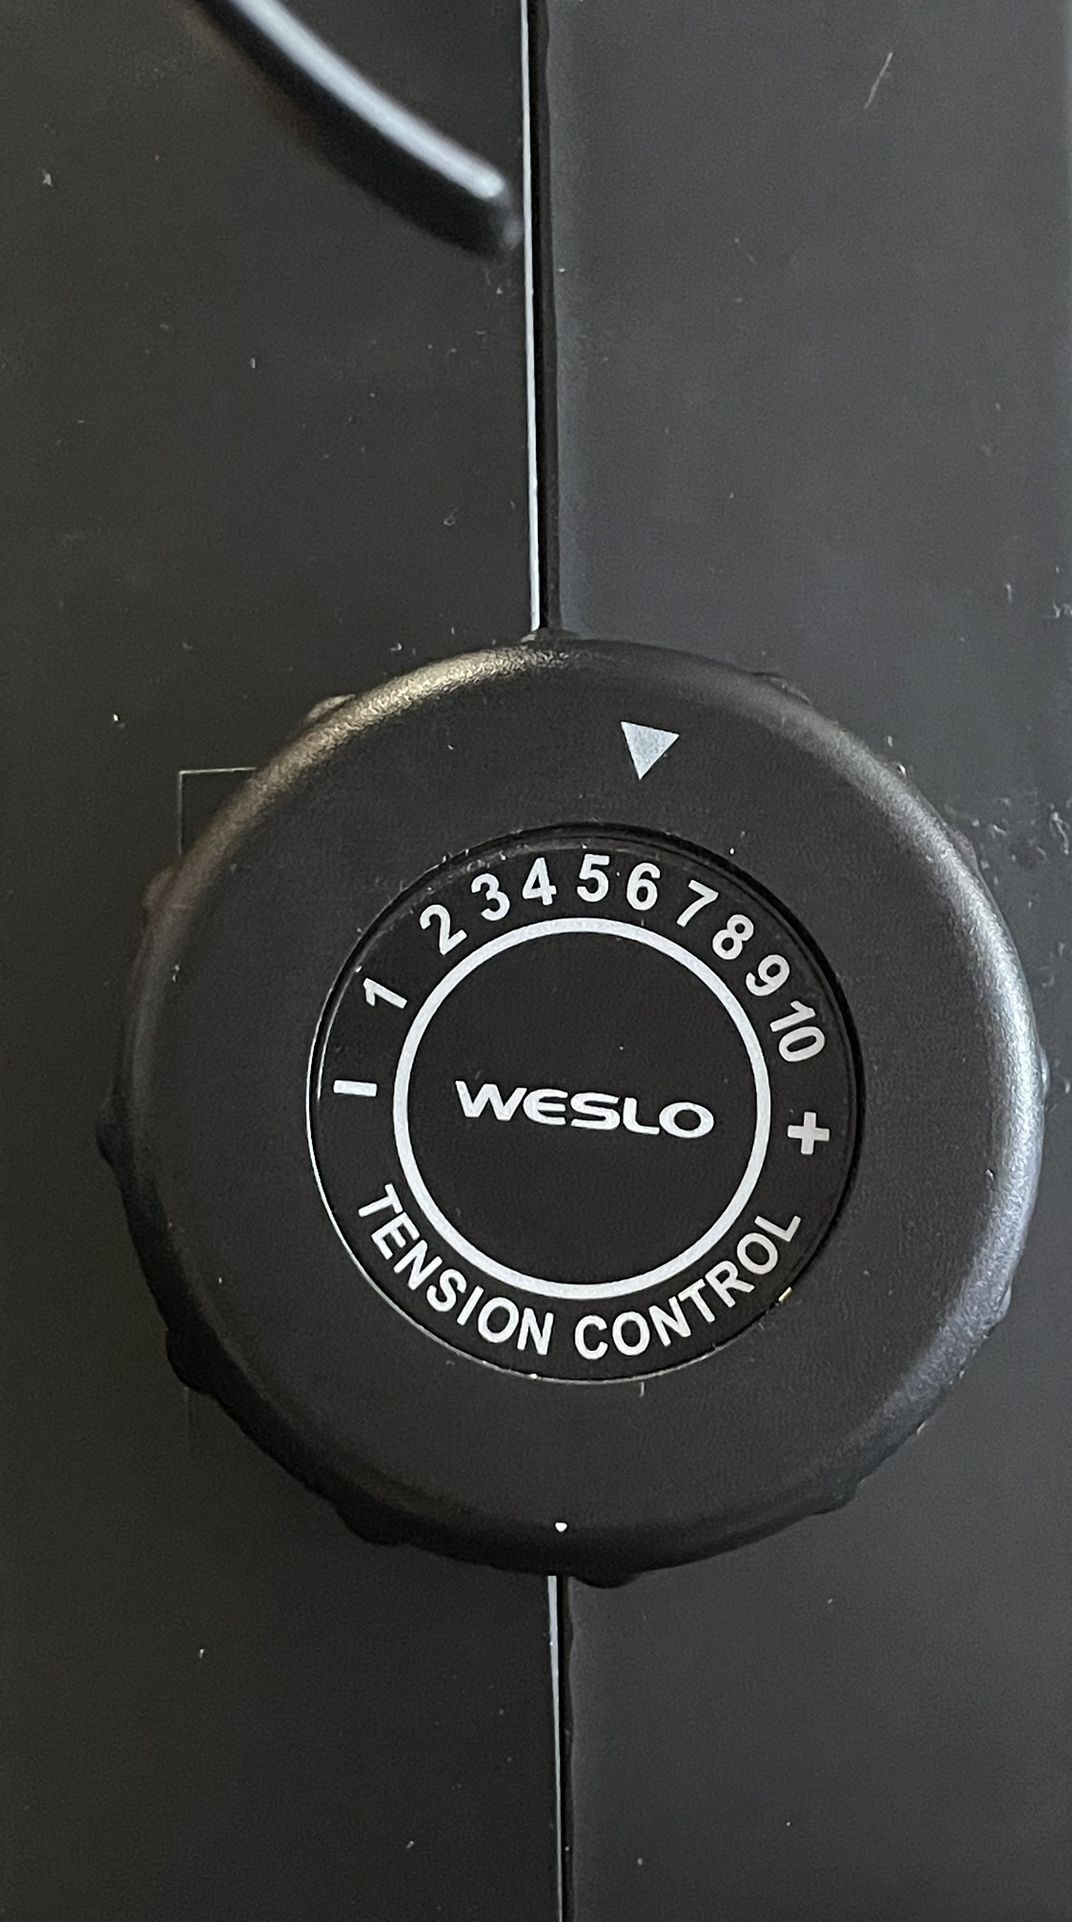 1 2 3 4 5 6 7 8 9 10
− +
WESLO
TENSION CONTROL